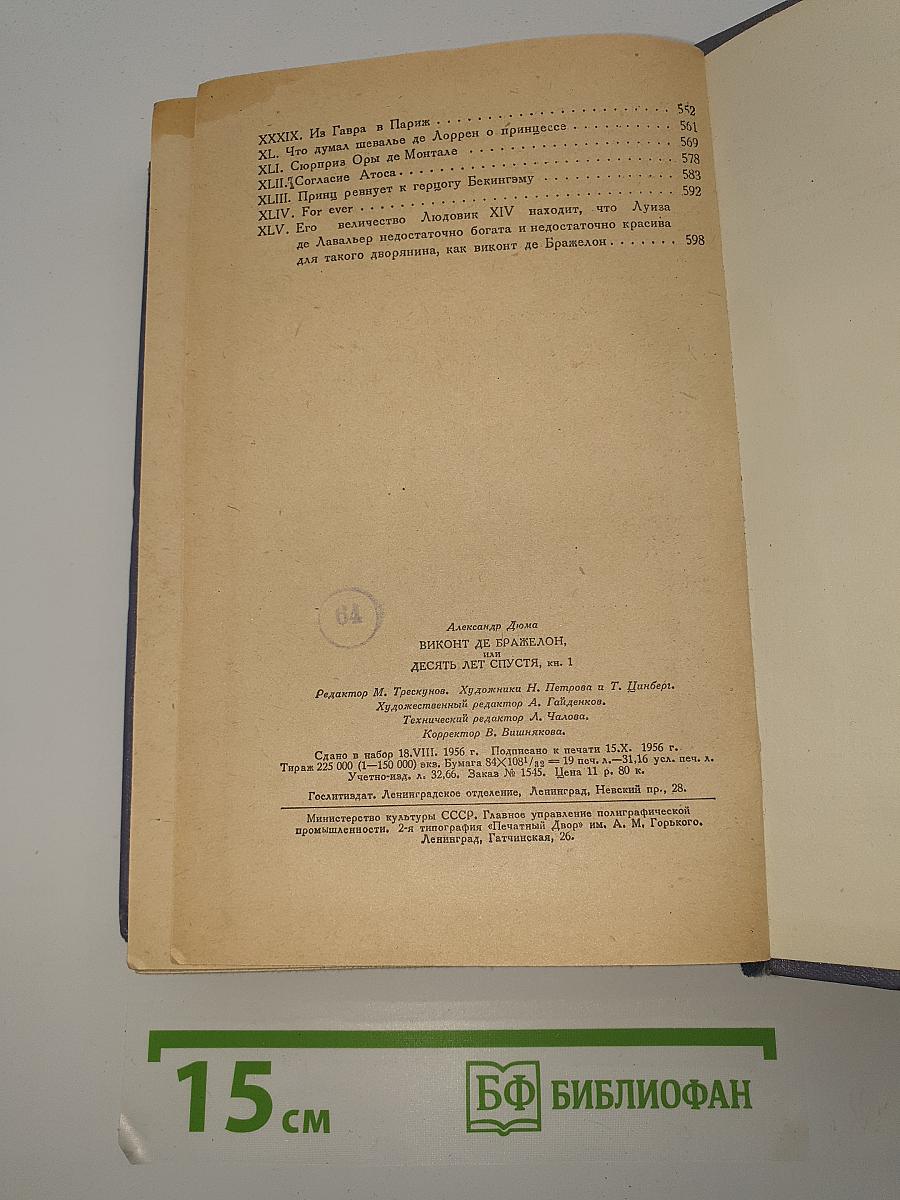 XXXIX. Из Гавра в Париж . . . . . . . . . . . . . . . . . . . . 552
XL. Что думал шевалье де Лоррен о принцессе . . . . . . . . 561
XLI. Сюрприз Оры де Монтале . . . . . . . . . . . . . . . . . 569
XLII. Согласие Атоса . . . . . . . . . . . . . . . . . . . . . . 578
XLIII. Принц ревнует к герцогу Бекингэму . . . . . . . . . . . 583
XLIV. For ever . . . . . . . . . . . . . . . . . . . . . . . . . 592
XLV. Его величество Людовик XIV находит, что Луиза
де Лавальер недостаточно богата и недостаточно красива
для такого дворянина, как виконт де Бражелон . . . . . . . 598
64
Александр Дюма
ВИКОНТ ДЕ БРАЖЕЛОН,
или
ДЕСЯТЬ ЛЕТ СПУСТЯ, кн. 1
Редактор М. Трескунов. Художники Н. Петрова и Т. Цинберг.
Художественный редактор А. Гайденков.
Технический редактор Л. Чалова.
Корректор В. Вишнякова.
Сдано в набор 18.VIII. 1956 г. Подписано к печати 15.X. 1956 г.
Тираж 225 000 (1—150 000) экз. Бумага 84×108 1/32 = 19 печ. л.—31,16 усл. печ. л.
Учетно-изд. л. 32,66. Заказ № 1545. Цена 11 р. 80 к.
Гослитиздат. Ленинградское отделение, Ленинград, Невский пр., 28.
Министерство культуры СССР. Главное управление полиграфической
промышленности. 2-я типография «Печатный Двор» им. А. М. Горького.
Ленинград, Гатчинская, 26.
15 см
БФ БИБЛИОФАН